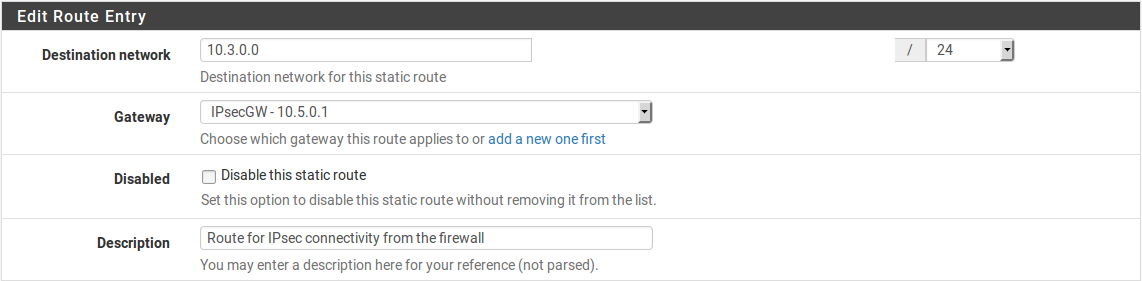 Edit Route Entry
Destination network 10.3.0.0 / 24
Destination network for this static route
Gateway IPsecGW - 10.5.0.1
Choose which gateway this route applies to or add a new one first
Disabled Disable this static route
Set this option to disable this static route without removing it from the list.
Description Route for IPsec connectivity from the firewall
You may enter a description here for your reference (not parsed).